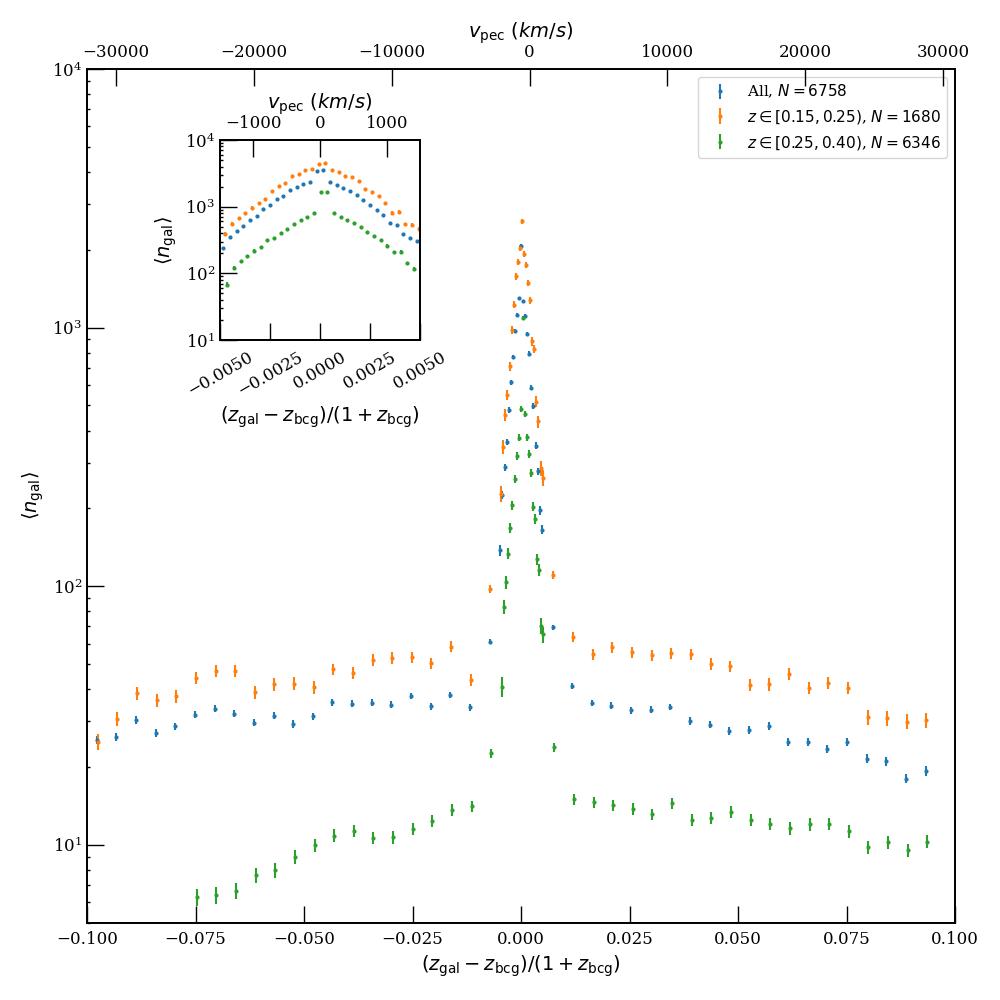 v_pec (km/s)
−30000 −20000 −10000 0 10000 20000 30000
10^4
All, N = 6758
z ∈ [0.15, 0.25), N = 1680
z ∈ [0.25, 0.40), N = 6346
v_pec (km/s)
−1000 0 1000
10^4
10^3
⟨n_gal⟩
10^2
10^1
−0.0050 −0.0025 0.0000 0.0025 0.0050
(z_gal − z_bcg)/(1 + z_bcg)
10^3
⟨n_gal⟩
10^2
10^1
−0.100 −0.075 −0.050 −0.025 0.000 0.025 0.050 0.075 0.100
(z_gal − z_bcg)/(1 + z_bcg)